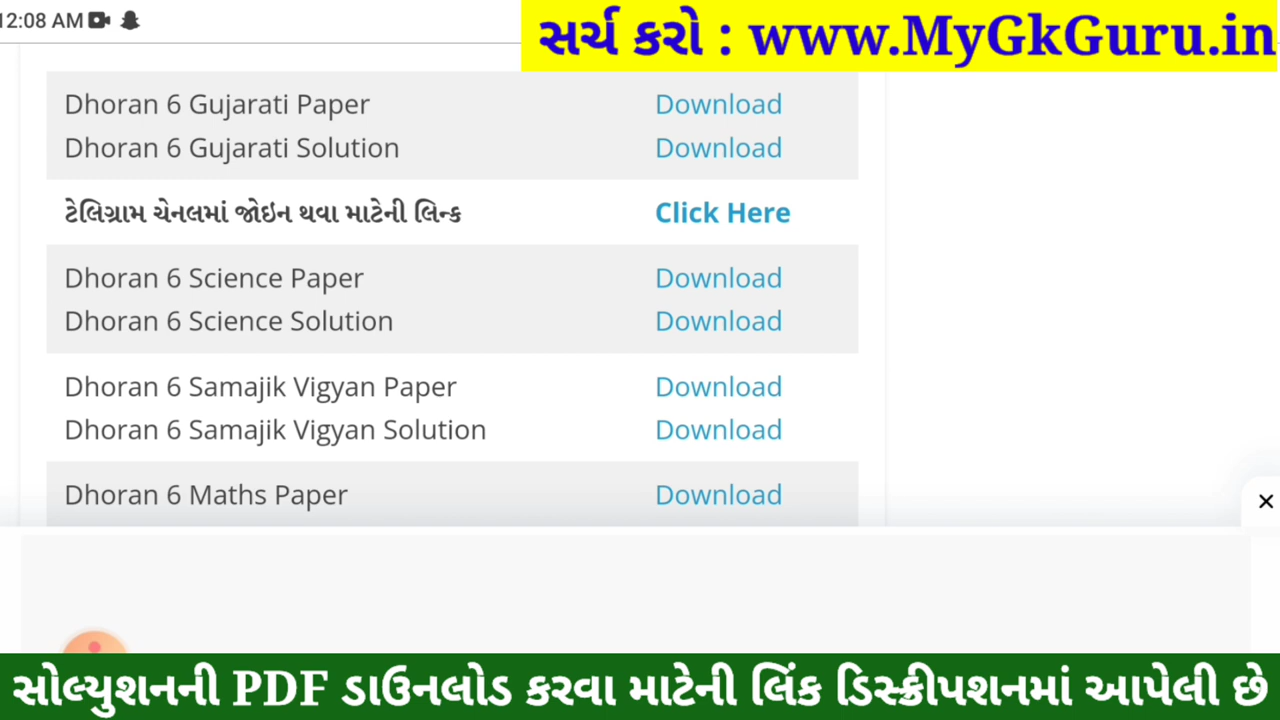 12:08 AM
સર્ચ કરો : www.MyGkGuru.in
Dhoran 6 Gujarati Paper Download
Dhoran 6 Gujarati Solution Download
ટેલિગ્રામ ચેનલમાં જોઇન થવા માટેની લિન્ક Click Here
Dhoran 6 Science Paper Download
Dhoran 6 Science Solution Download
Dhoran 6 Samajik Vigyan Paper Download
Dhoran 6 Samajik Vigyan Solution Download
Dhoran 6 Maths Paper Download
સોલ્યુશનની PDF ડાઉનલોડ કરવા માટેની લિંક ડિસ્ક્રીપશનમાં આપેલી છે